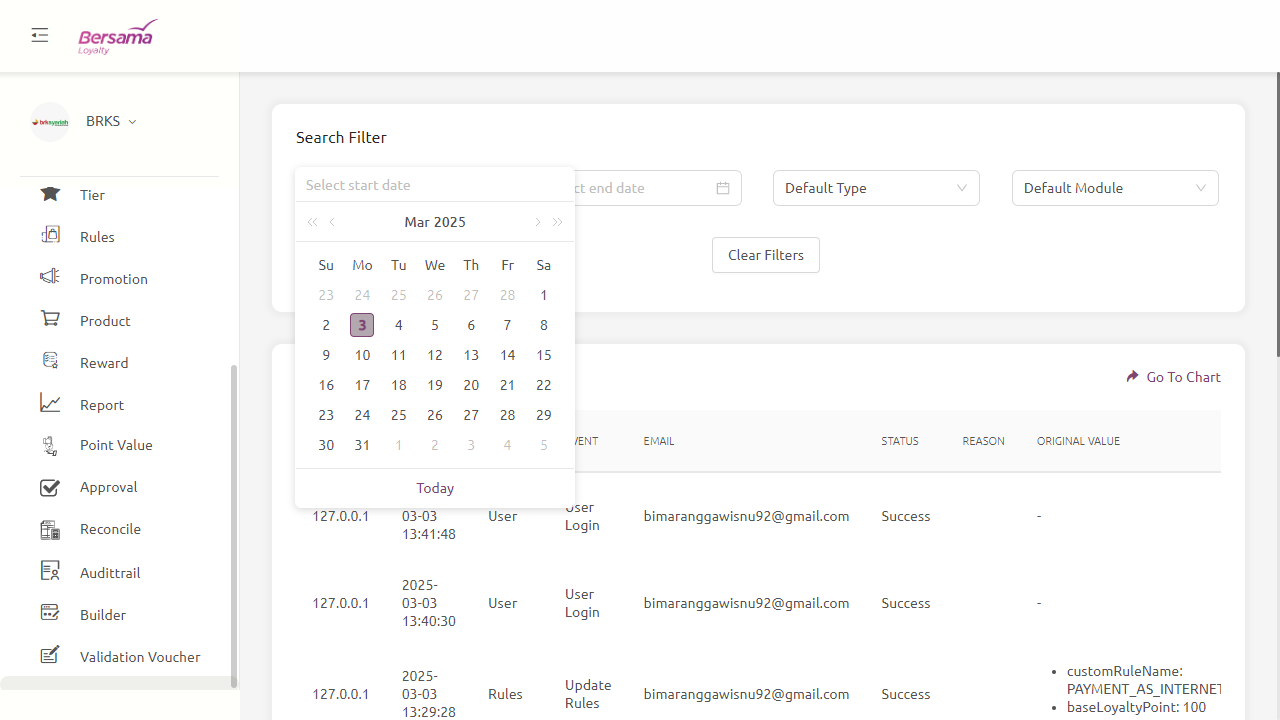 Bersama
Loyalty
brksyariah
BRKS
Tier
Rules
Promotion
Product
Reward
Report
Point Value
Approval
Reconcile
Audittrail
Builder
Validation Voucher
Search Filter
Select start date
ct end date
Default Type
Default Module
Clear Filters
Mar 2025
Su Mo Tu We Th Fr Sa
23 24 25 26 27 28 1
2 3 4 5 6 7 8
9 10 11 12 13 14 15
16 17 18 19 20 21 22
23 24 25 26 27 28 29
30 31 1 2 3 4 5
Today
Go To Chart
VENT EMAIL STATUS REASON ORIGINAL VALUE
127.0.0.1
03-03
13:41:48
User
User
Login
bimaranggawisnu92@gmail.com
Success
-
127.0.0.1
2025-
03-03
13:40:30
User
User
Login
bimaranggawisnu92@gmail.com
Success
-
127.0.0.1
2025-
03-03
13:29:28
Rules
Update
Rules
bimaranggawisnu92@gmail.com
Success
• customRuleName:
PAYMENT_AS_INTERNET
• baseLoyaltyPoint: 100